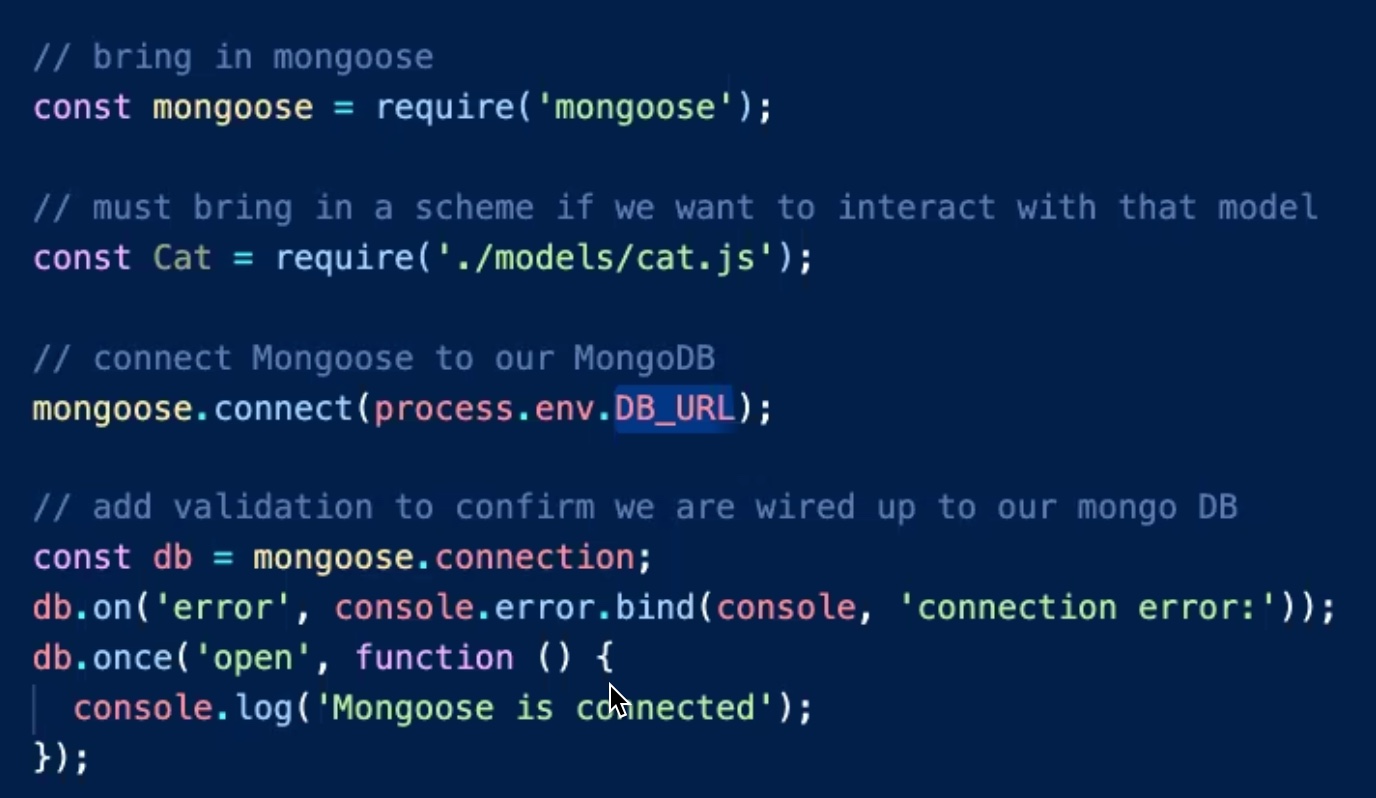 // bring in mongoose
const mongoose = require('mongoose');
// must bring in a scheme if we want to interact with that model
const Cat = require('./models/cat.js');
// connect Mongoose to our MongoDB
mongoose.connect(process.env.DB_URL);
// add validation to confirm we are wired up to our mongo DB
const db = mongoose.connection;
db.on('error', console.error.bind(console, 'connection error:'));
db.once('open', function () {
  console.log('Mongoose is connected');
});